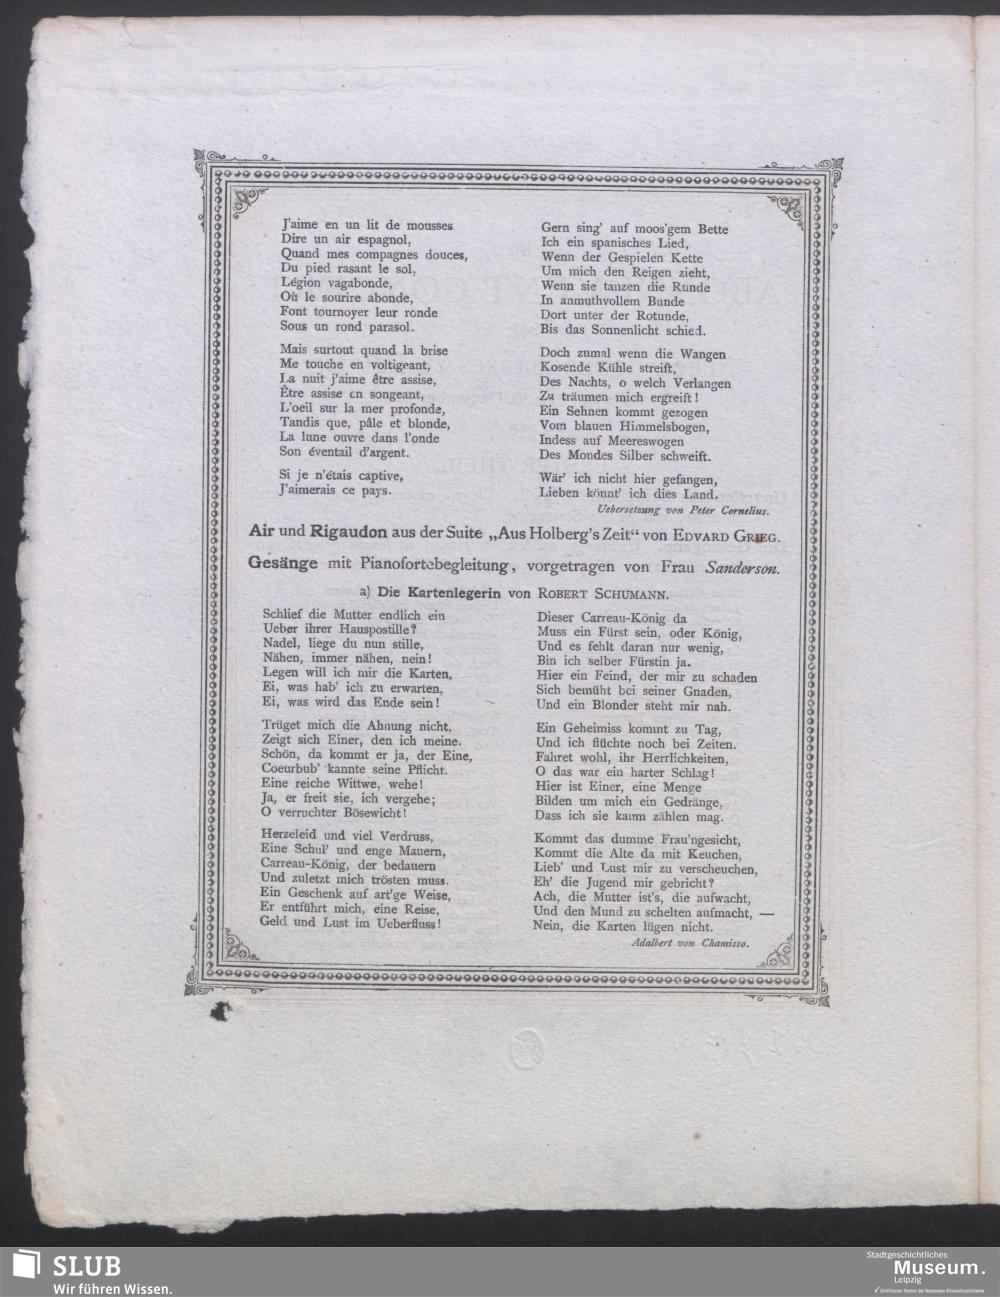 J'aime en un lit de mousses
Dire un air espagnol,
Quand mes compagnes douces,
Du pied rasant le sol,
Légion vagabonde,
Où le sourire abonde,
Font tournoyer leur ronde
Sous un rond parasol.
Mais surtout quand la brise
Me touche en voltigeant,
La nuit j'aime être assise,
Être assise en songeant,
L'oeil sur la mer profonde,
Tandis que, pâle et blonde,
La lune ouvre dans l'onde
Son éventail d'argent.
Si je n'étais captive,
J'aimerais ce pays.
Gern sing' auf moos'gem Bette
Ich ein spanisches Lied,
Wenn der Gespielen Kette
Um mich den Reigen zieht,
Wenn sie tanzen die Runde
In anmuthvollem Bunde
Dort unter der Rotunde,
Bis das Sonnenlicht schied.
Doch zumal wenn die Wangen
Kosende Kühle streift,
Des Nachts, o welch Verlangen
Zu träumen mich ergreift!
Ein Sehnen kommt gezogen
Vom blauen Himmelsbogen,
Indess auf Meereswogen
Des Mondes Silber schweift.
Wär' ich nicht hier gefangen,
Lieben könnt' ich dies Land.
Uebersetzung von Peter Cornelius.
Air und Rigaudon aus der Suite „Aus Holberg's Zeit“ von EDVARD GRIEG.
Gesänge mit Pianofortebegleitung, vorgetragen von Frau Sanderson.
a) Die Kartenlegerin von ROBERT SCHUMANN.
Schlief die Mutter endlich ein
Ueber ihrer Hauspostille?
Nadel, liege du nun stille,
Nähen, immer nähen, nein!
Legen will ich mir die Karten,
Ei, was hab' ich zu erwarten,
Ei, was wird das Ende sein!
Trüget mich die Ahnung nicht,
Zeigt sich Einer, den ich meine.
Schön, da kommt er ja, der Eine,
Coeurbub' kannte seine Pflicht.
Eine reiche Wittwe, wehe!
Ja, er freit sie, ich vergehe;
O verruchter Bösewicht!
Herzeleid und viel Verdruss,
Eine Schul' und enge Mauern,
Carreau-König, der bedauern
Und zuletzt mich trösten muss.
Ein Geschenk auf art'ge Weise,
Er entführt mich, eine Reise,
Geld und Lust im Ueberfluss!
Dieser Carreau-König da
Muss ein Fürst sein, oder König,
Und es fehlt daran nur wenig,
Bin ich selber Fürstin ja.
Hier ein Feind, der mir zu schaden
Sich bemüht bei seiner Gnaden,
Und ein Blonder steht mir nah.
Ein Geheimiss kommt zu Tag,
Und ich flüchte noch bei Zeiten.
Fahret wohl, ihr Herrlichkeiten,
O das war ein harter Schlag!
Hier ist Einer, eine Menge
Bilden um mich ein Gedränge,
Dass ich sie kaum zählen mag.
Kommt das dumme Frau'ngesicht,
Kommt die Alte da mit Keuchen,
Lieb' und Lust mir zu verscheuchen,
Eh' die Jugend mir gebricht?
Ach, die Mutter ist's, die aufwacht,
Und den Mund zu schelten aufmacht, —
Nein, die Karten lügen nicht.
Adalbert von Chamisso.
SLUB
Wir führen Wissen.
Stadtgeschichtliches
Museum.
Leipzig
Zertifizierter Partner der Nationalen Klimaschutzinitiative